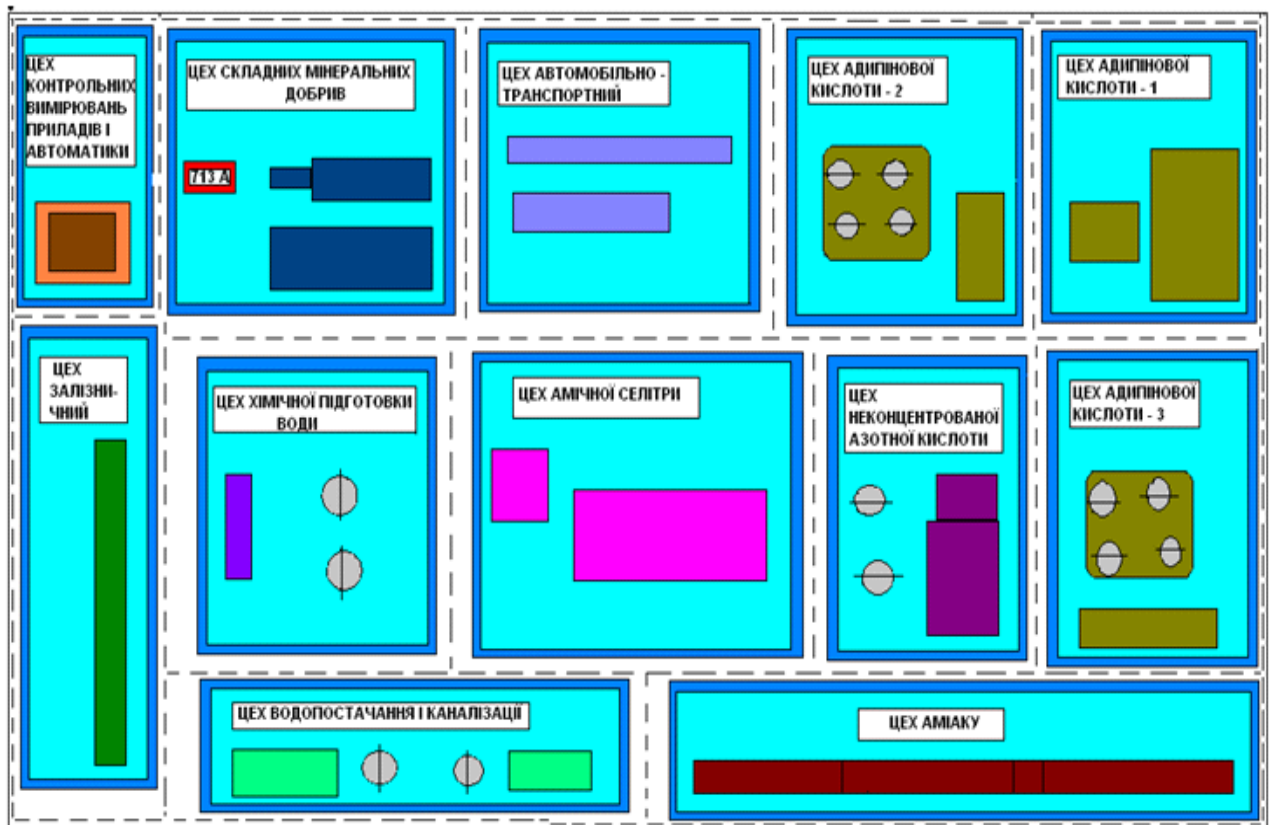 ЦЕХ
КОНТРОЛЬНИХ
ВИМІРЮВАНЬ
ПРИЛАДІВ І
АВТОМАТИКИ
ЦЕХ СКЛАДНИХ МІНЕРАЛЬНИХ
ДОБРИВ
713 А
ЦЕХ АВТОМОБІЛЬНО -
ТРАНСПОРТНИЙ
ЦЕХ АДИПІНОВОЇ
КИСЛОТИ - 2
ЦЕХ АДИПІНОВОЇ
КИСЛОТИ - 1
ЦЕХ
ЗАЛІЗНИ-
ЧНИЙ
ЦЕХ ХІМІЧНОЇ ПІДГОТОВКИ
ВОДИ
ЦЕХ АМІЧНОЇ СЕЛІТРИ
ЦЕХ
НЕКОНЦЕНТРОВАНОЇ
АЗОТНОЇ КИСЛОТИ
ЦЕХ АДИПІНОВОЇ
КИСЛОТИ - 3
ЦЕХ ВОДОПОСТАЧАННЯ І КАНАЛІЗАЦІЇ
ЦЕХ АМІАКУ